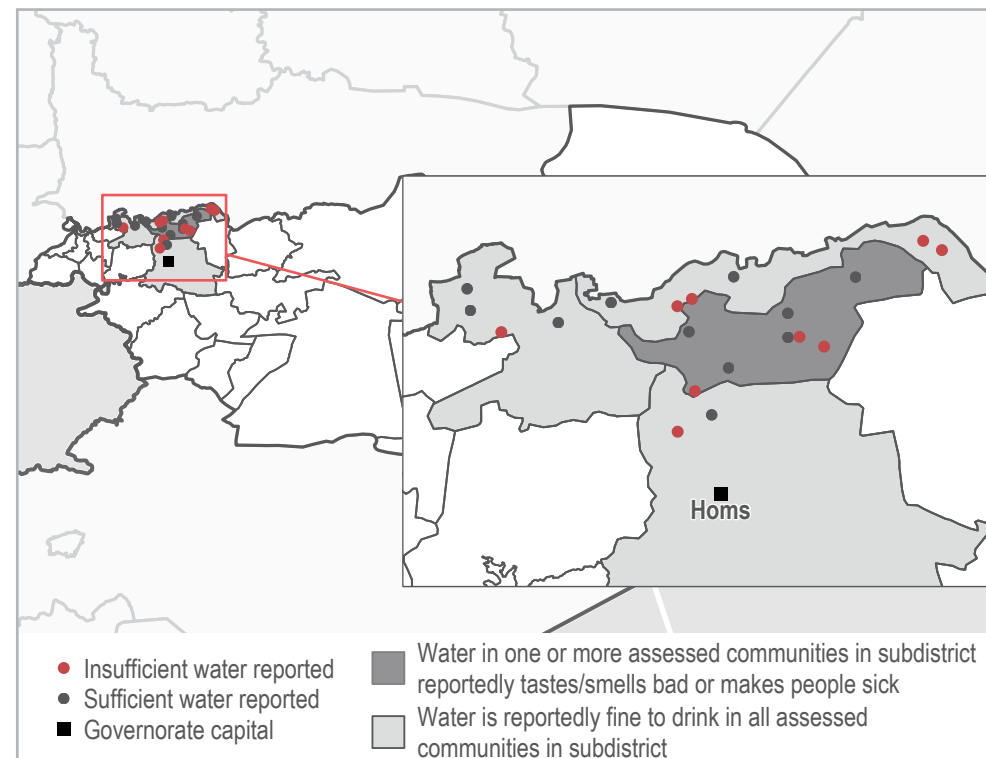 Homs
Insufficient water reported
Sufficient water reported
Governorate capital
Water in one or more assessed communities in subdistrict
reportedly tastes/smells bad or makes people sick
Water is reportedly fine to drink in all assessed
communities in subdistrict